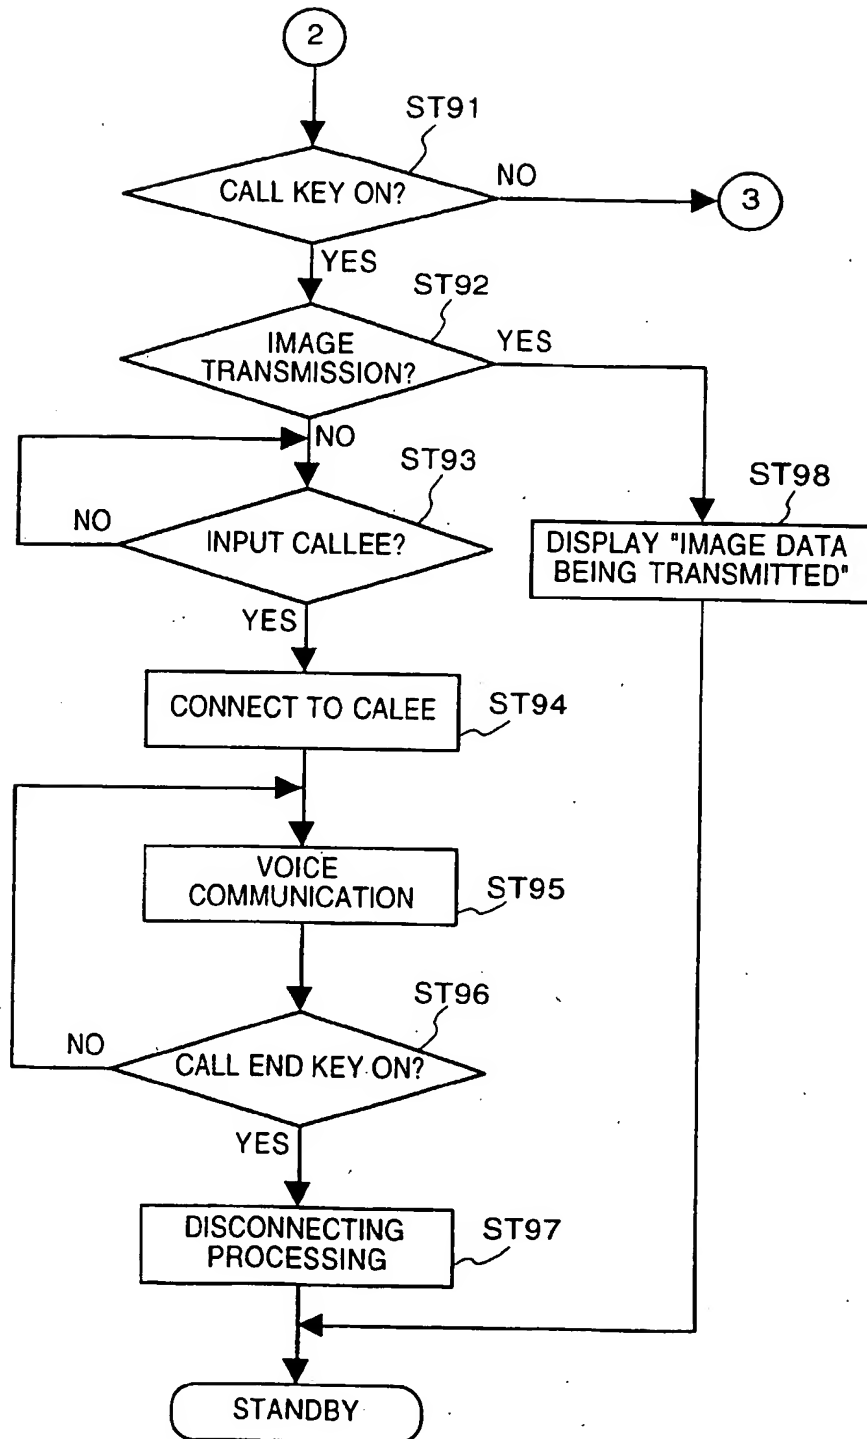 2
ST91
CALL KEY ON?
NO
3
YES
ST92
IMAGE
TRANSMISSION?
YES
NO
ST93
NO
INPUT CALLEE?
ST98
DISPLAY "IMAGE DATA
BEING TRANSMITTED"
YES
CONNECT TO CALEE
ST94
VOICE
COMMUNICATION
ST95
ST96
NO
CALL END KEY ON?
YES
DISCONNECTING
PROCESSING
ST97
STANDBY